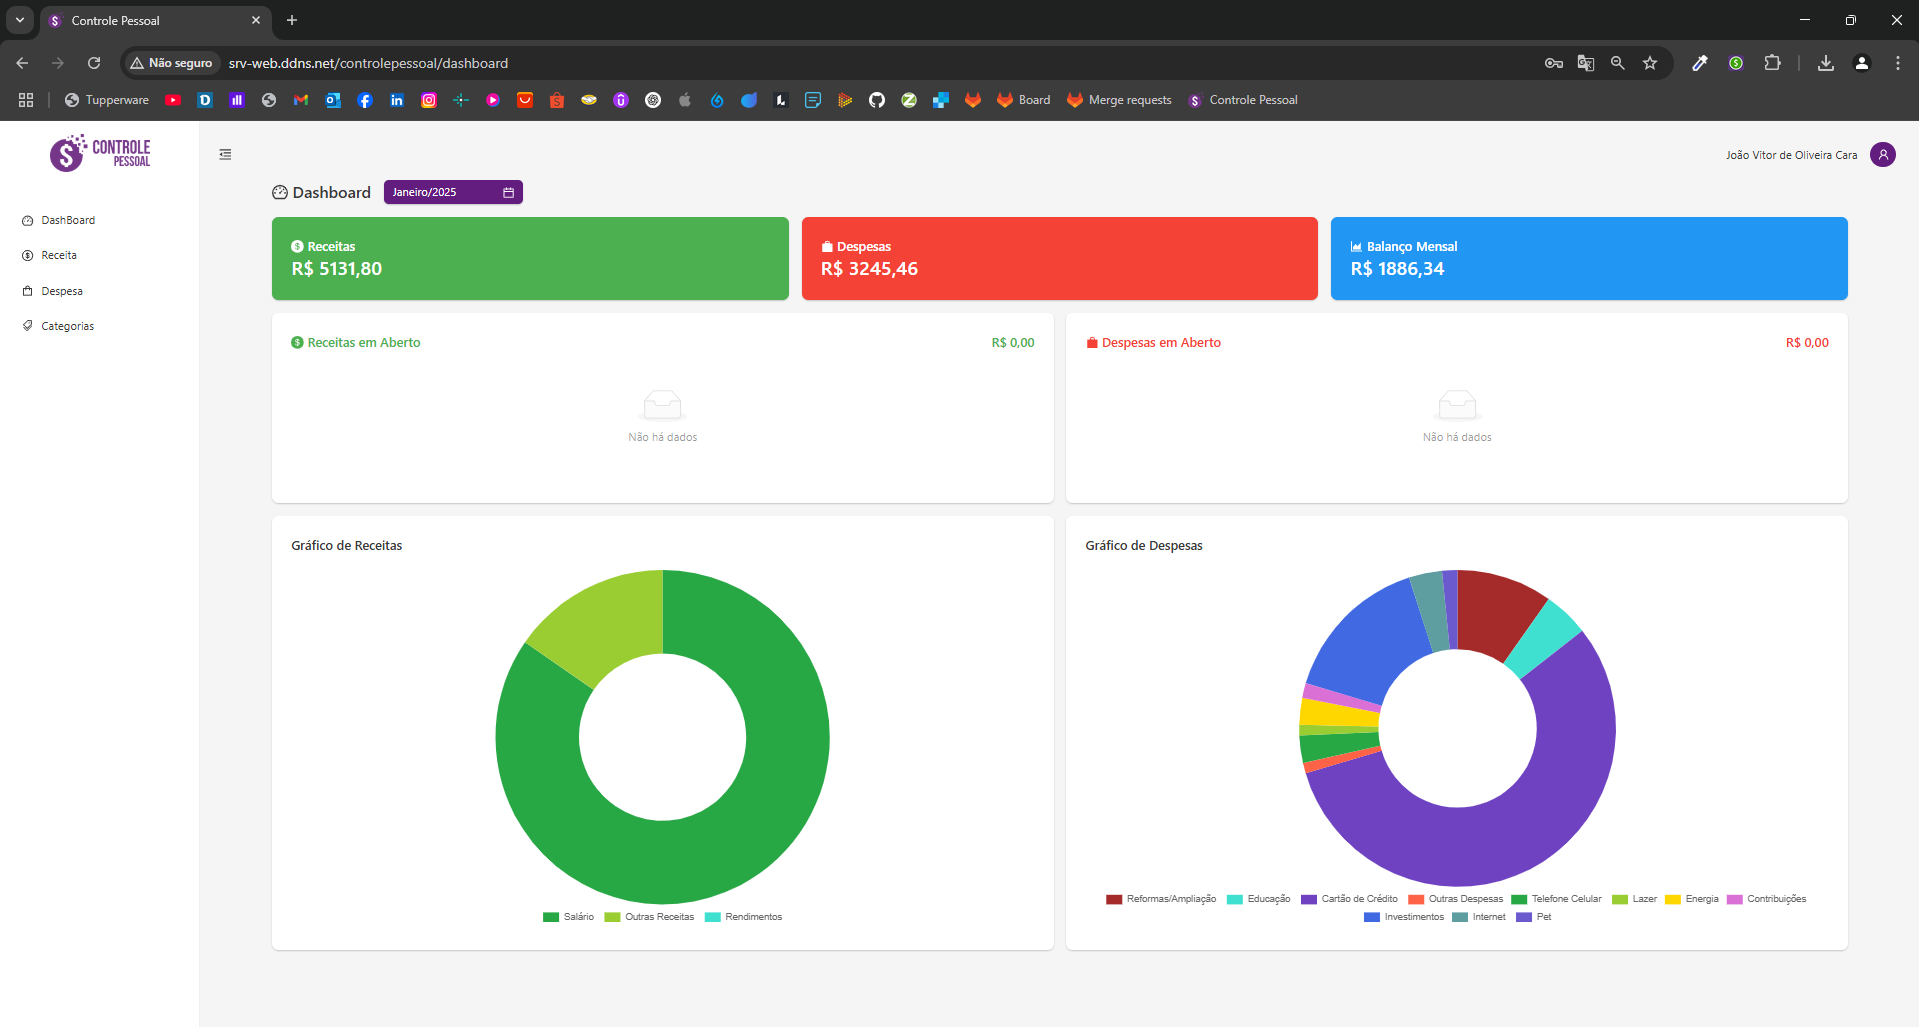 Controle Pessoal
Não seguro
srv-web.ddns.net/controlepessoal/dashboard
Tupperware
Board
Merge requests
Controle Pessoal
CONTROLE
PESSOAL
João Vitor de Oliveira Cara
DashBoard
Receita
Despesa
Categorias
Dashboard
Janeiro/2025
Receitas
R$ 5131,80
Despesas
R$ 3245,46
Balanço Mensal
R$ 1886,34
Receitas em Aberto
R$ 0,00
Não há dados
Despesas em Aberto
R$ 0,00
Não há dados
Gráfico de Receitas
Salário
Outras Receitas
Rendimentos
Gráfico de Despesas
Reformas/Ampliação
Educação
Cartão de Crédito
Outras Despesas
Telefone Celular
Lazer
Energia
Contribuições
Investimentos
Internet
Pet